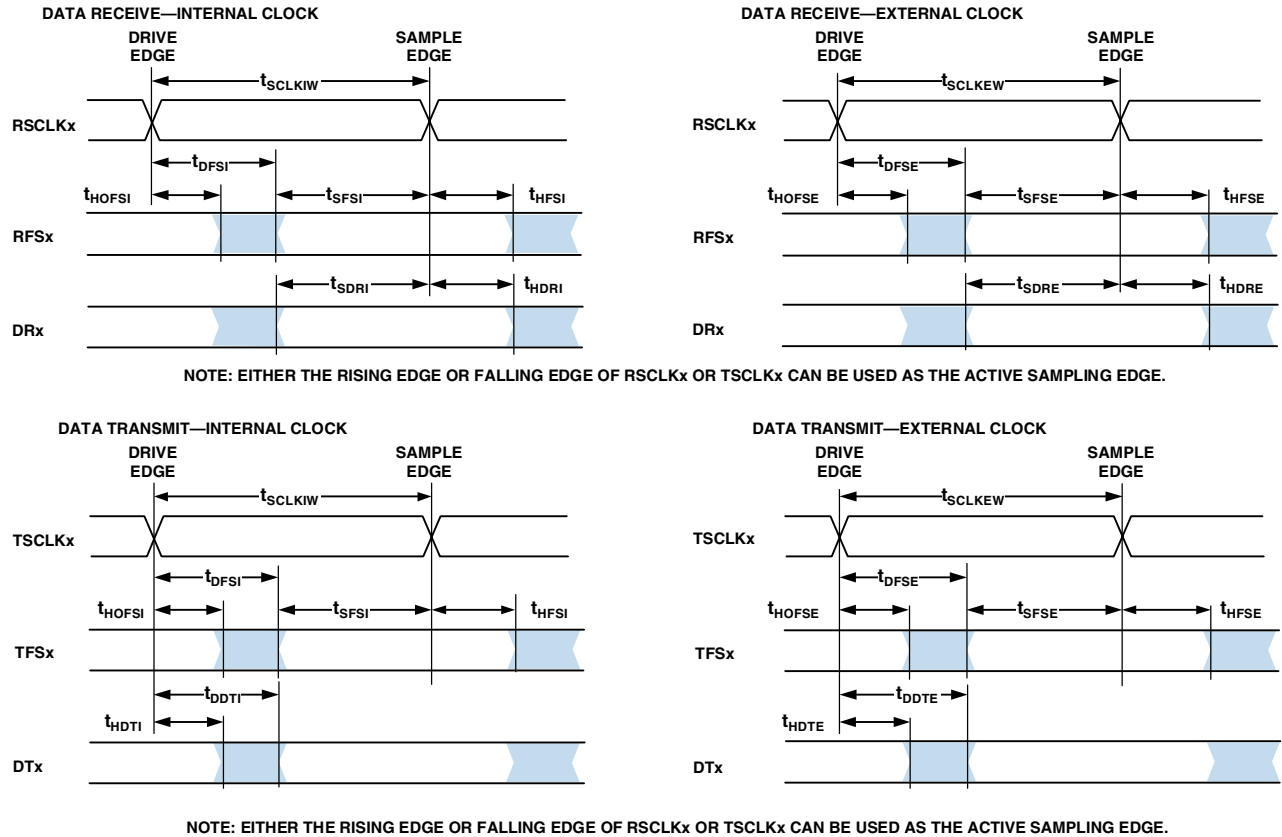 DATA RECEIVE—INTERNAL CLOCK
DRIVE EDGE
SAMPLE EDGE
tSCLKIW
RSCLKx
tDFSI
tHOFSI
tSFSI
tHFSI
RFSx
tSDRI
tHDRI
DRx
DATA RECEIVE—EXTERNAL CLOCK
DRIVE EDGE
SAMPLE EDGE
tSCLKEW
RSCLKx
tDFSE
tHOFSE
tSFSE
tHFSE
RFSx
tSDRE
tHDRE
DRx
NOTE: EITHER THE RISING EDGE OR FALLING EDGE OF RSCLKx OR TSCLKx CAN BE USED AS THE ACTIVE SAMPLING EDGE.
DATA TRANSMIT—INTERNAL CLOCK
DRIVE EDGE
SAMPLE EDGE
tSCLKIW
TSCLKx
tDFSI
tHOFSI
tSFSI
tHFSI
TFSx
tDDTI
tHDTI
DTx
DATA TRANSMIT—EXTERNAL CLOCK
DRIVE EDGE
SAMPLE EDGE
tSCLKEW
TSCLKx
tDFSE
tHOFSE
tSFSE
tHFSE
TFSx
tDDTE
tHDTE
DTx
NOTE: EITHER THE RISING EDGE OR FALLING EDGE OF RSCLKx OR TSCLKx CAN BE USED AS THE ACTIVE SAMPLING EDGE.